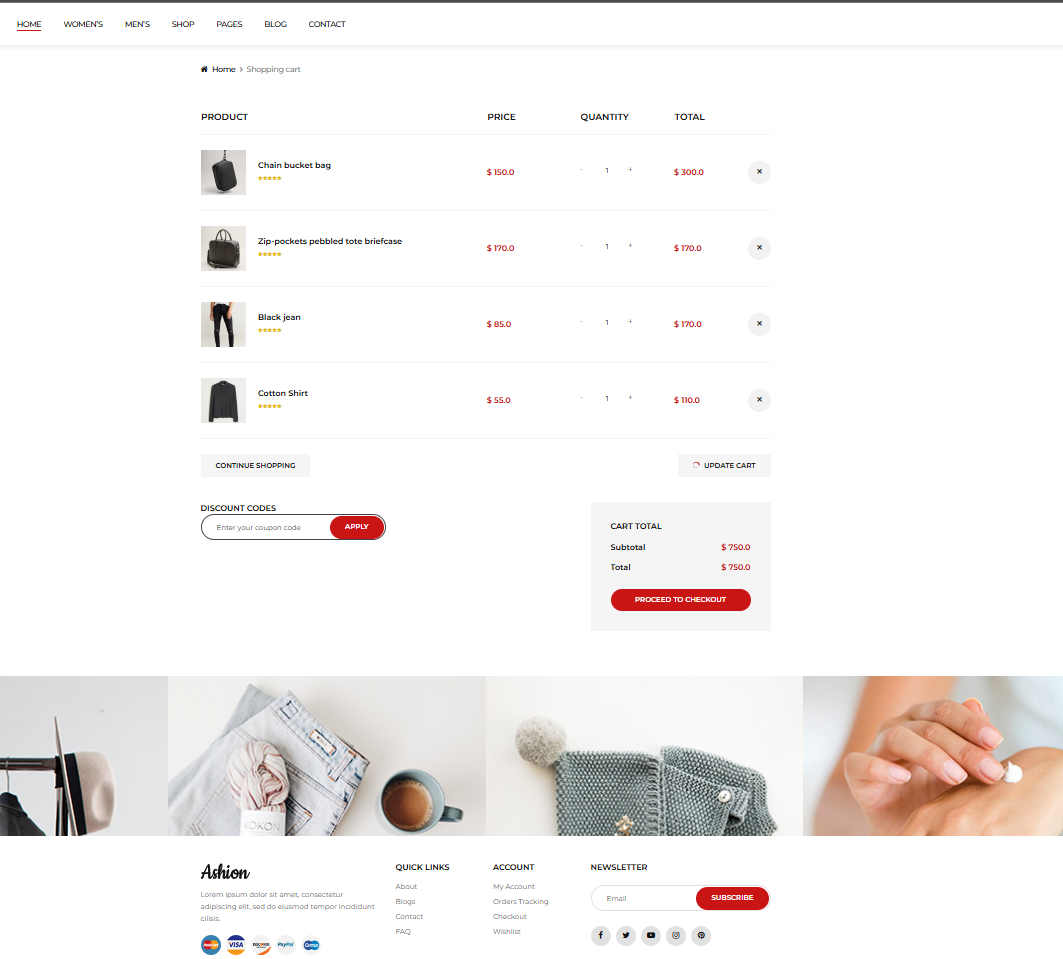 HOME WOMEN'S MEN'S SHOP PAGES BLOG CONTACT
Home > Shopping cart
PRODUCT PRICE QUANTITY TOTAL
Chain bucket bag
$ 150.0 - 1 + $ 300.0 ×
Zip-pockets pebbled tote briefcase
$ 170.0 - 1 + $ 170.0 ×
Black jean
$ 85.0 - 1 + $ 170.0 ×
Cotton Shirt
$ 55.0 - 1 + $ 110.0 ×
CONTINUE SHOPPING UPDATE CART
DISCOUNT CODES
Enter your coupon code APPLY
CART TOTAL
Subtotal $ 750.0
Total $ 750.0
PROCEED TO CHECKOUT
KOKON
Ashion
Lorem ipsum dolor sit amet, consectetur
adipiscing elit, sed do eiusmod tempor incididunt
cilisis.
MasterCard VISA DISCOVER PayPal Cirrus
QUICK LINKS
About
Blogs
Contact
FAQ
ACCOUNT
My Account
Orders Tracking
Checkout
Wishlist
NEWSLETTER
Email SUBSCRIBE